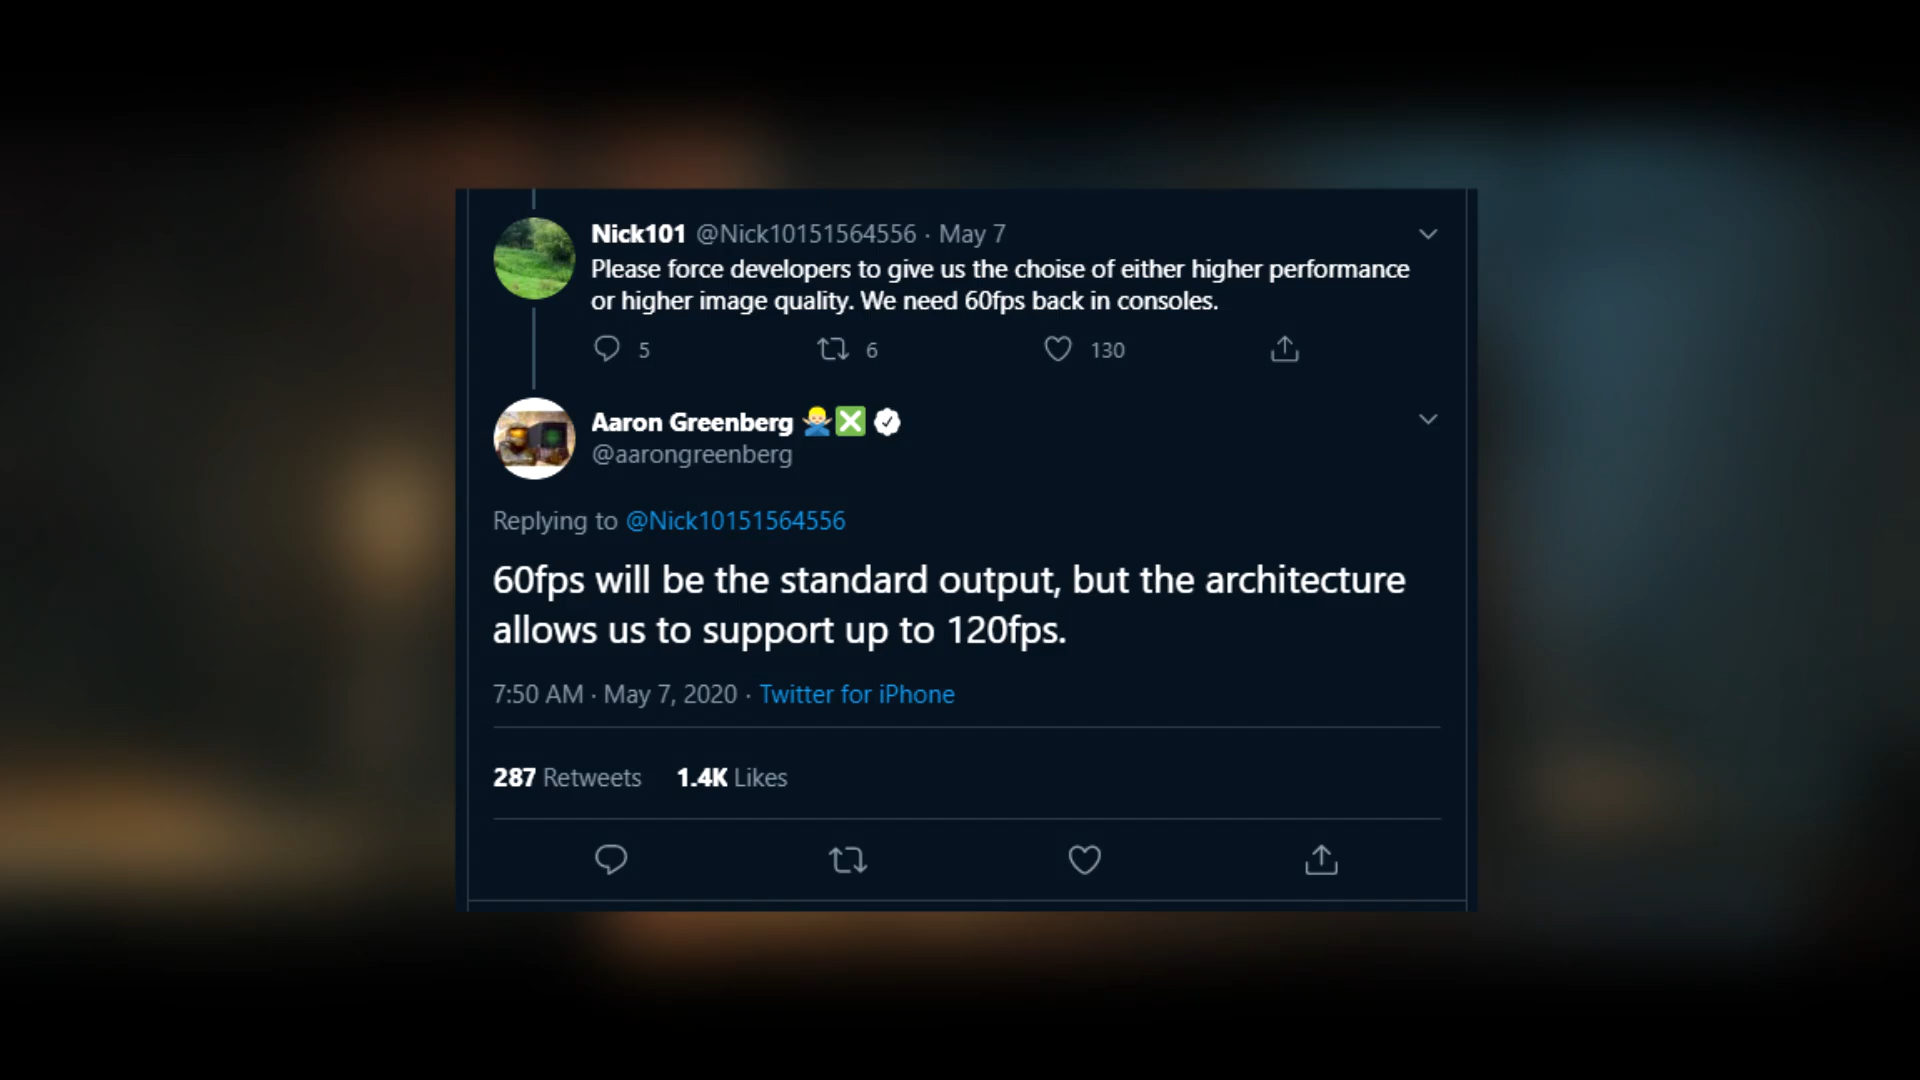 Nick101 @Nick10151564556 · May 7
Please force developers to give us the choise of either higher performance
or higher image quality. We need 60fps back in consoles.
5 6 130
Aaron Greenberg
@aarongreenberg
Replying to @Nick10151564556
60fps will be the standard output, but the architecture
allows us to support up to 120fps.
7:50 AM · May 7, 2020 · Twitter for iPhone
287 Retweets 1.4K Likes